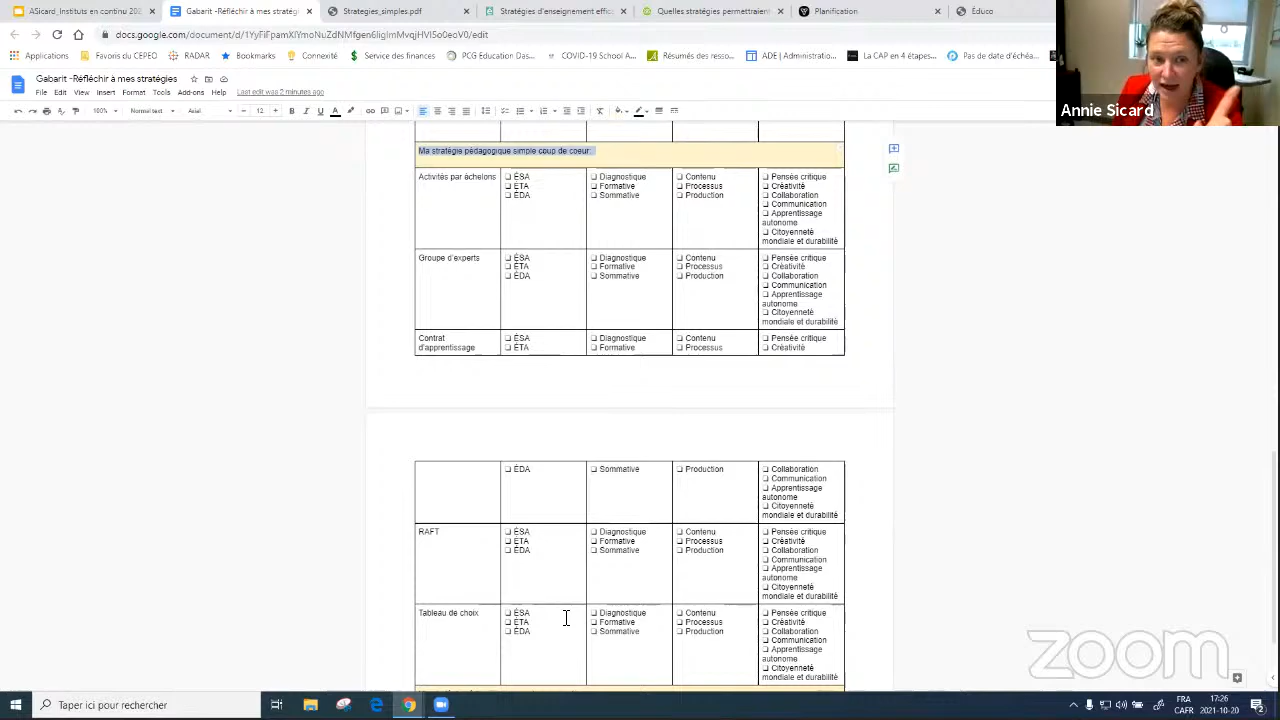 ASicard_Instituts en continu 202
Gabarit -Réfléchir à mes stratégi
Strategies_simples.pdf
Stratégies d'enseignement effic
Quelles stratégies permettraient
Planification
Éduco
docs.google.com/document/d/
Applications
Favoris du CEPEO
RADAR
Bookmarks
Covenance
PCGeducation
COVID-19 School A...
Résumés des resso...
ADE | Administratio...
La CAP en 4 étapes...
Pas de date d'échéa...
Gabarit -Réfléchir à mes stratégies
File Edit View Insert Format Tools Add-ons Help Last edit was 2 minutes ago
100% Normal text Arial 12
Annie Sicard
Ma stratégie pédagogique simple coup de coeur:
Activités par échelons
ÉSA
ÉTA
ÉDA
Diagnostique
Formative
Sommative
Contenu
Processus
Production
Pensée critique
Créativité
Collaboration
Communication
Apprentissage
autonome
Citoyenneté
mondiale et durabilité
Groupe d'experts
ÉSA
ÉTA
ÉDA
Diagnostique
Formative
Sommative
Contenu
Processus
Production
Pensée critique
Créativité
Collaboration
Communication
Apprentissage
autonome
Citoyenneté
mondiale et durabilité
Contrat
d'apprentissage
ÉSA
ÉTA
Diagnostique
Formative
Contenu
Processus
Pensée critique
Créativité
ÉDA
Sommative
Production
Collaboration
Communication
Apprentissage
autonome
Citoyenneté
mondiale et durabilité
RAFT
ÉSA
ÉTA
ÉDA
Diagnostique
Formative
Sommative
Contenu
Processus
Production
Pensée critique
Créativité
Collaboration
Communication
Apprentissage
autonome
Citoyenneté
mondiale et durabilité
Tableau de choix
ÉSA
ÉTA
ÉDA
Diagnostique
Formative
Sommative
Contenu
Processus
Production
Pensée critique
Créativité
Collaboration
Communication
Apprentissage
autonome
Citoyenneté
mondiale et durabilité
zoom
Taper ici pour rechercher
FRA
CAFR
17:26
2021-10-20
2